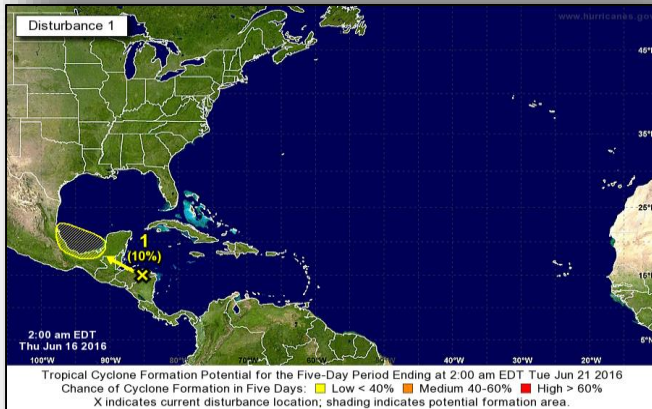 Disturbance 1
www.hurricanes.gov
45°N
35°N
25°N
1
(10%)
15°N
X
5°N
2:00 am EDT
Thu Jun 16 2016
100°W 90°W 80°W 70°W 60°W 50°W 40°W 30°W 20°W 10°W
Tropical Cyclone Formation Potential for the Five-Day Period Ending at 2:00 am EDT Tue Jun 21 2016
Chance of Cyclone Formation in Five Days: Low < 40% Medium 40-60% High > 60%
X indicates current disturbance location; shading indicates potential formation area.